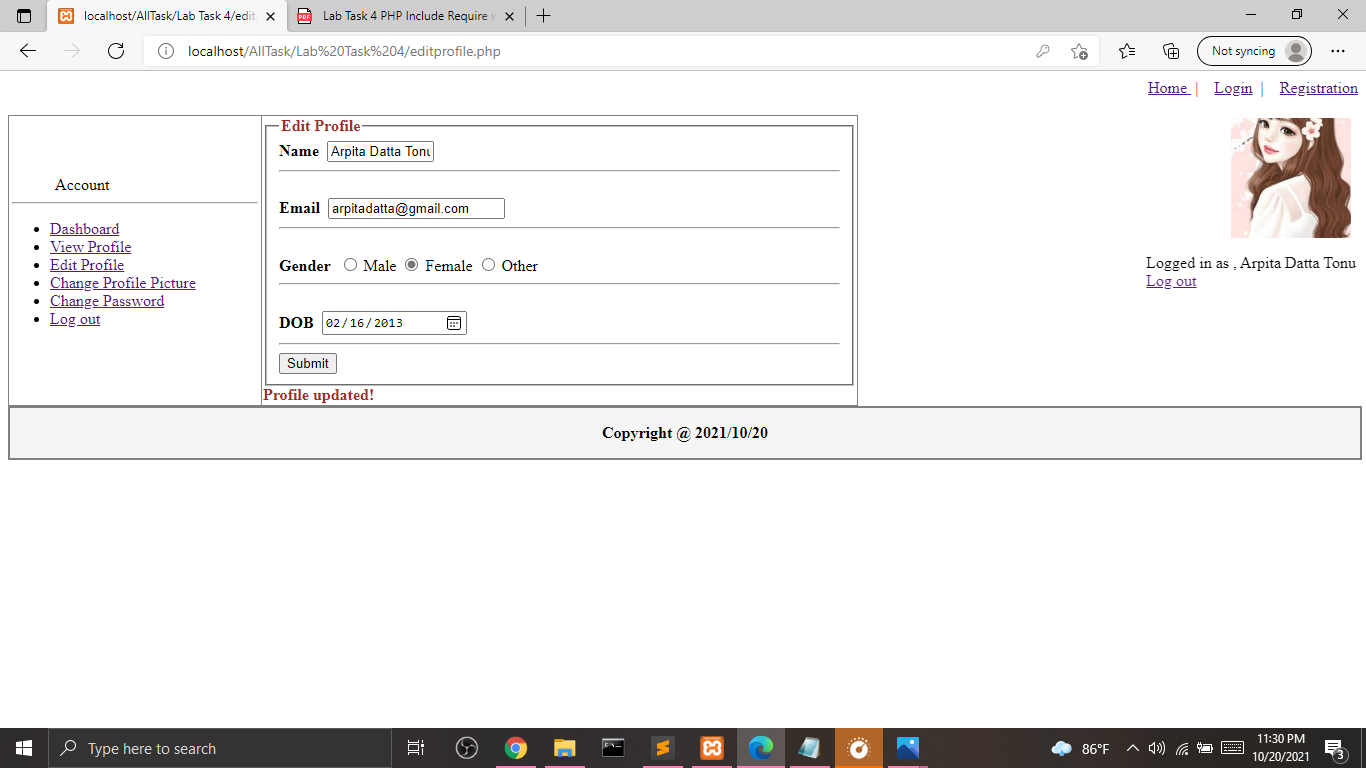 localhost/AllTask/Lab Task 4/edit
Lab Task 4 PHP Include Require v
localhost/AllTask/Lab%20Task%204/editprofile.php
Not syncing
Home | Login | Registration
Account
Dashboard
View Profile
Edit Profile
Change Profile Picture
Change Password
Log out
Edit Profile
Name Arpita Datta Tonu
Email arpitadatta@gmail.com
Gender Male Female Other
DOB 02/16/2013
Submit
Profile updated!
Logged in as , Arpita Datta Tonu
Log out
Copyright @ 2021/10/20
Type here to search
86°F
11:30 PM
10/20/2021
3